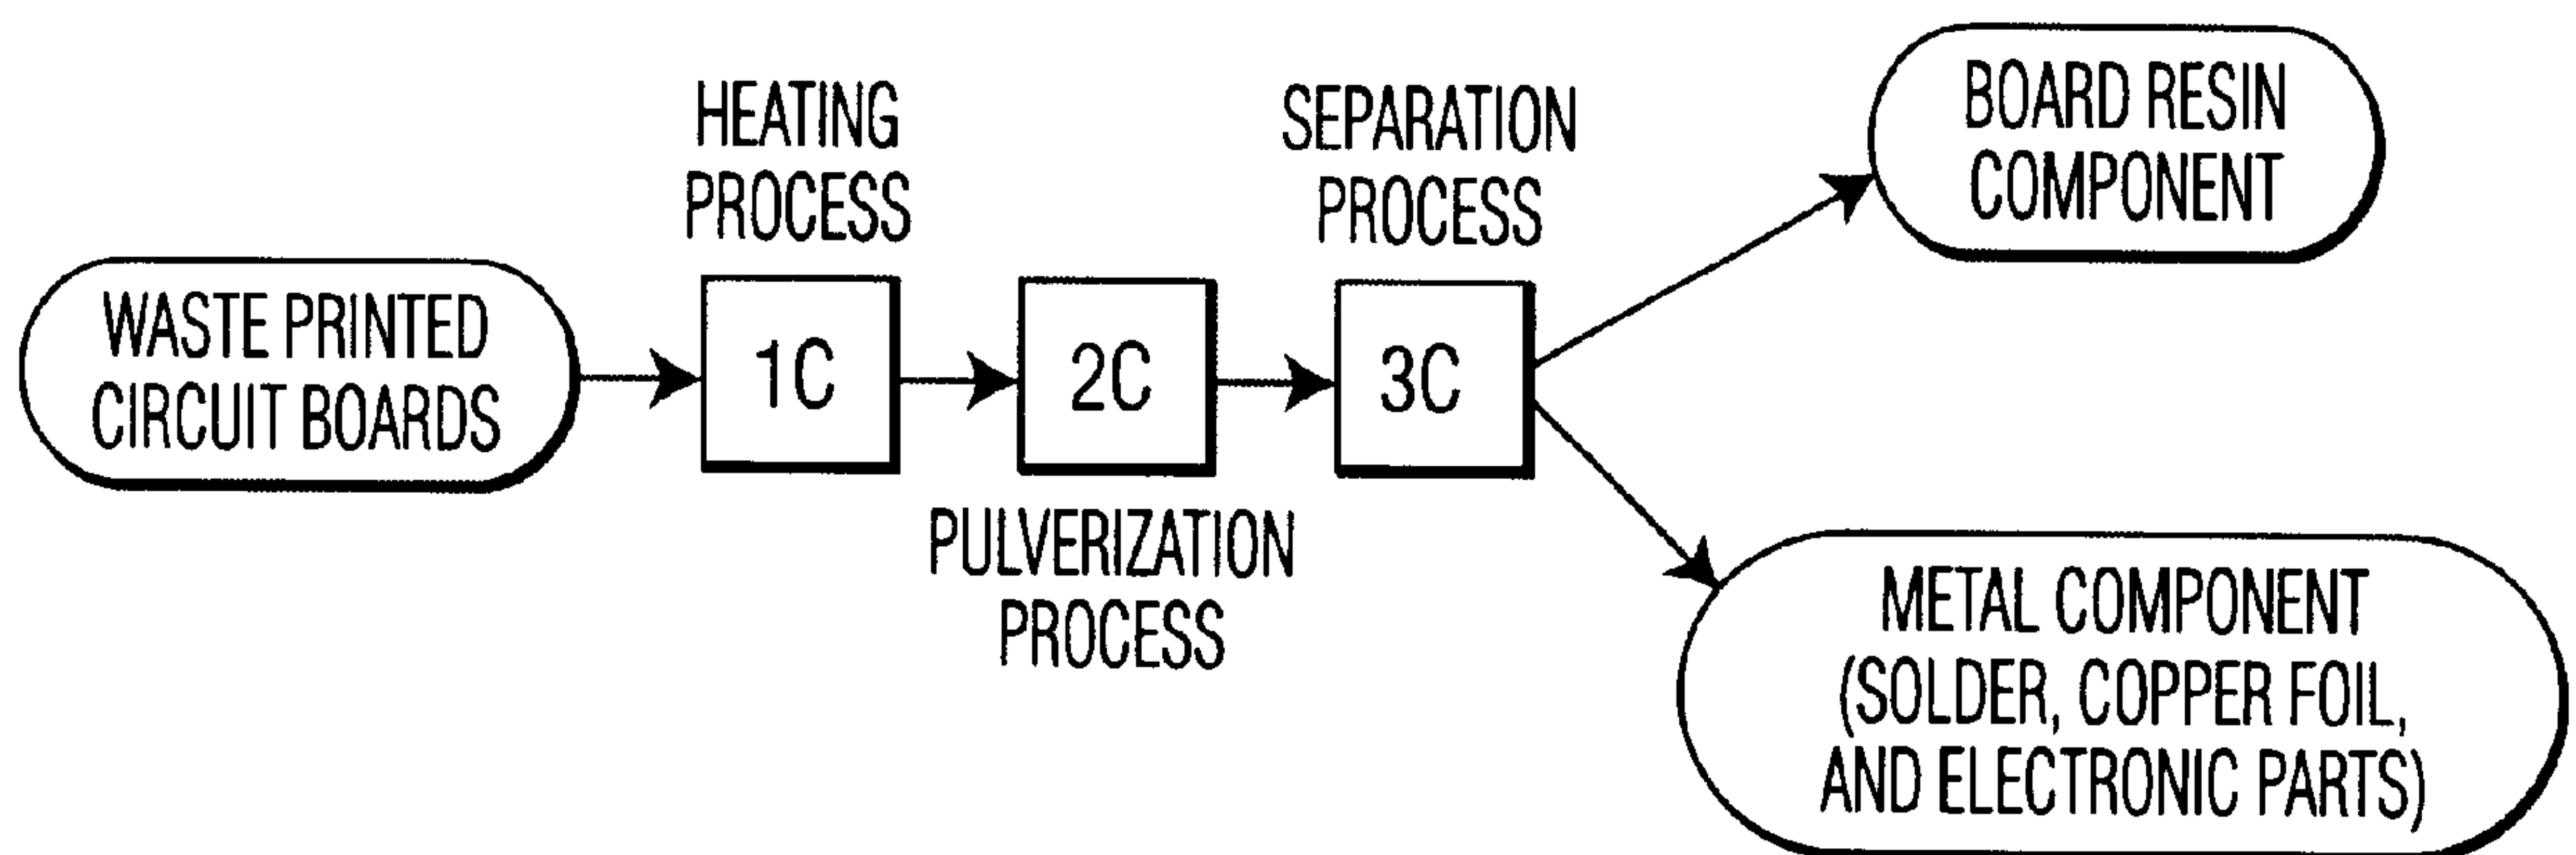 WASTE PRINTED
CIRCUIT BOARDS
HEATING
PROCESS
1C
2C
PULVERIZATION
PROCESS
SEPARATION
PROCESS
3C
BOARD RESIN
COMPONENT
METAL COMPONENT
(SOLDER, COPPER FOIL,
AND ELECTRONIC PARTS)